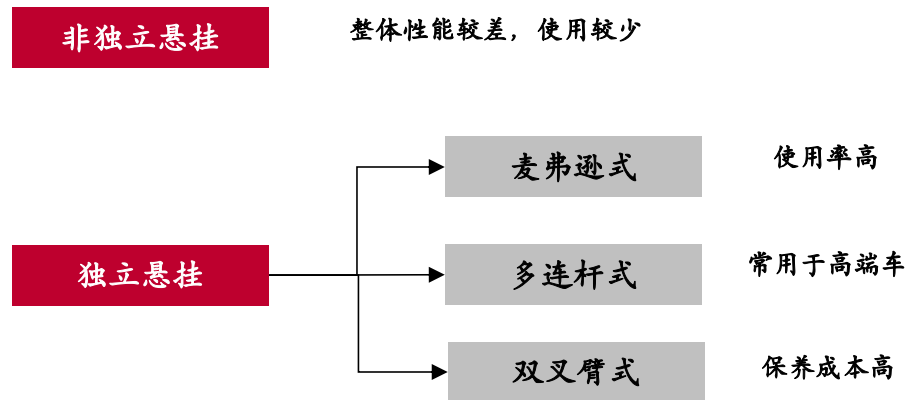 非独立悬挂
整体性能较差，使用较少
麦弗逊式
使用率高
独立悬挂
多连杆式
常用于高端车
双叉臂式
保养成本高